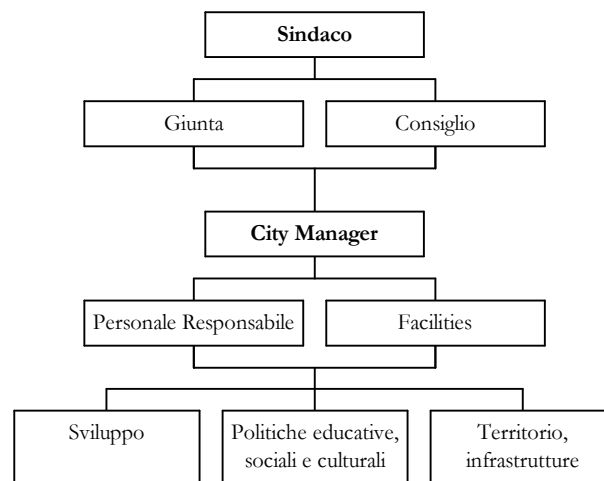 Sindaco
Giunta
Consiglio
City Manager
Personale Responsabile
Facilities
Sviluppo
Politiche educative,
sociali e culturali
Territorio,
infrastrutture